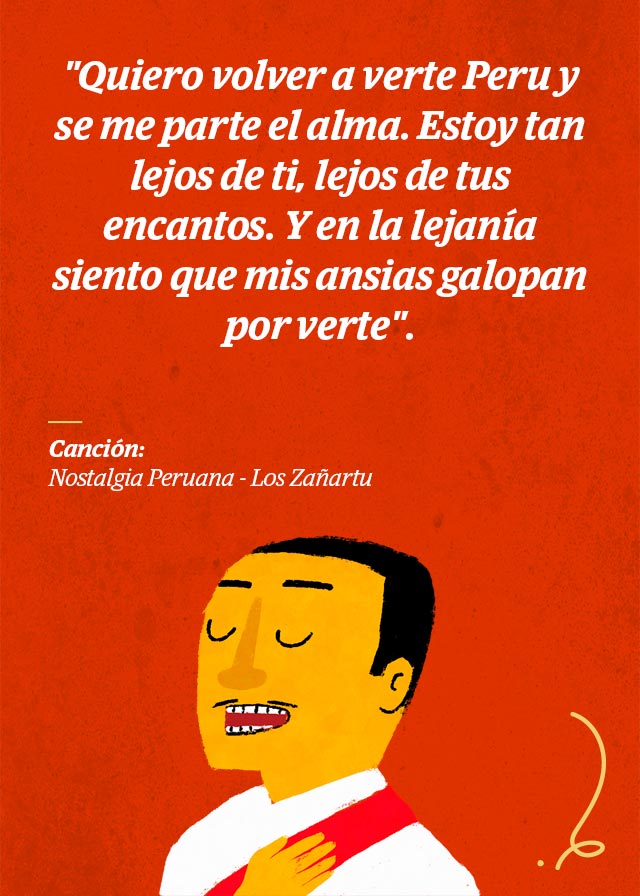 "Quiero volver a verte Peru y
se me parte el alma. Estoy tan
lejos de ti, lejos de tus
encantos. Y en la lejanía
siento que mis ansias galopan
por verte".
Canción:
Nostalgia Peruana - Los Zañartu